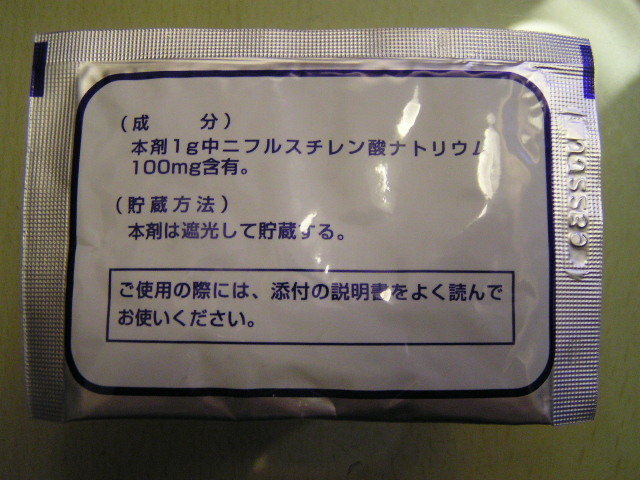 (成　　分)
本剤1g中ニフルスチレン酸ナトリウム
100mg含有。
(貯蔵方法)
本剤は遮光して貯蔵する。
ご使用の際には、添付の説明書をよく読んで
お使いください。